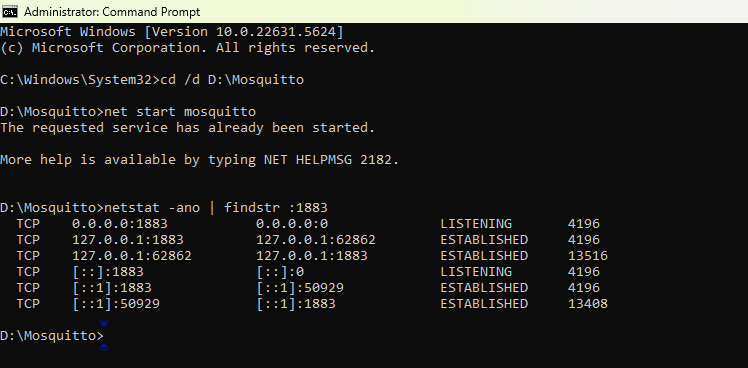 Administrator: Command Prompt
Microsoft Windows [Version 10.0.22631.5624]
(c) Microsoft Corporation. All rights reserved.
C:\Windows\System32>cd /d D:\Mosquitto
D:\Mosquitto>net start mosquitto
The requested service has already been started.
More help is available by typing NET HELPMSG 2182.
D:\Mosquitto>netstat -ano | findstr :1883
TCP 0.0.0.0:1883 0.0.0.0:0 LISTENING 4196
TCP 127.0.0.1:1883 127.0.0.1:62862 ESTABLISHED 4196
TCP 127.0.0.1:62862 127.0.0.1:1883 ESTABLISHED 13516
TCP [::]:1883 [::]:0 LISTENING 4196
TCP [::1]:1883 [::1]:50929 ESTABLISHED 4196
TCP [::1]:50929 [::1]:1883 ESTABLISHED 13408
D:\Mosquitto>